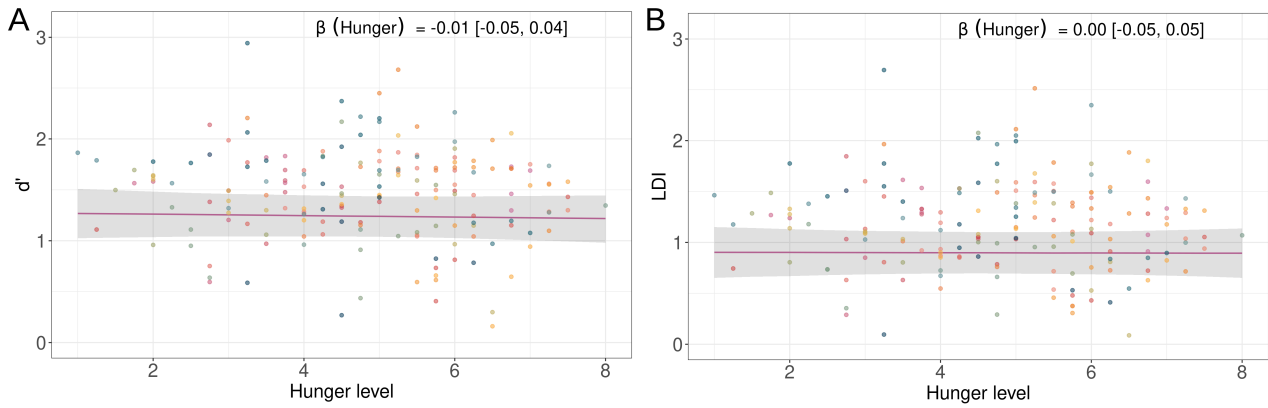 A
β (Hunger) = -0.01 [-0.05, 0.04]
3
2
1
0
d'
2 4 6 8
Hunger level
B
β (Hunger) = 0.00 [-0.05, 0.05]
3
2
1
0
LDI
2 4 6 8
Hunger level